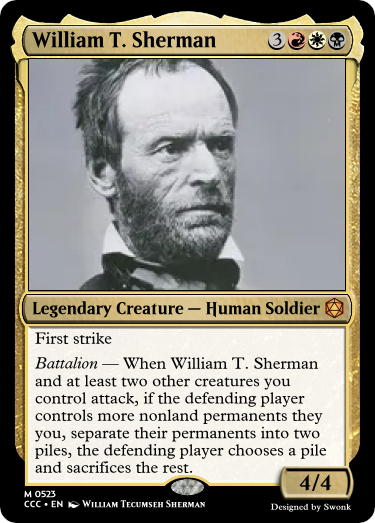 William T. Sherman 3
Legendary Creature — Human Soldier
First strike
Battalion — When William T. Sherman
and at least two other creatures you
control attack, if the defending player
controls more nonland permanents they
you, separate their permanents into two
piles, the defending player chooses a pile
and sacrifices the rest.
4/4
M 0523
CCC • EN William Tecumseh Sherman
Designed by Swonk